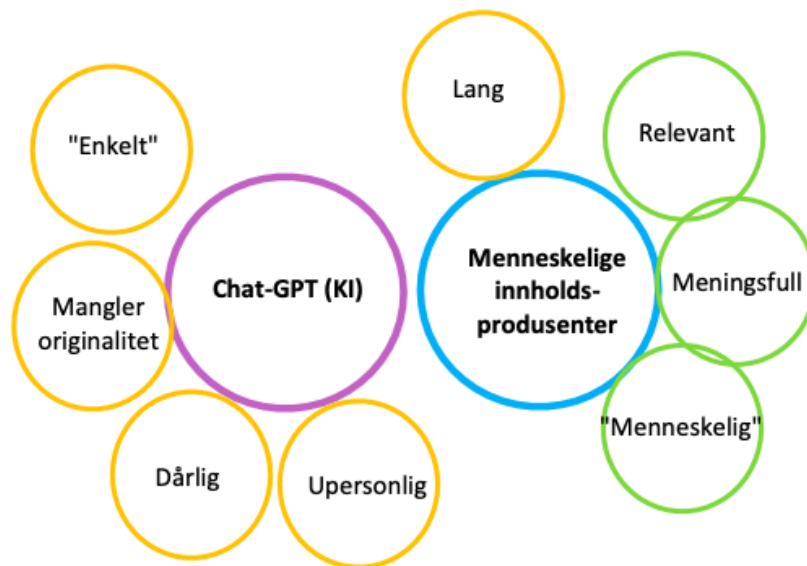 Lang
"Enkelt"
Relevant
Chat-GPT (KI)
Menneskelige
innholds-
produsenter
Meningsfull
Mangler
originalitet
"Menneskelig"
Dårlig
Upersonlig